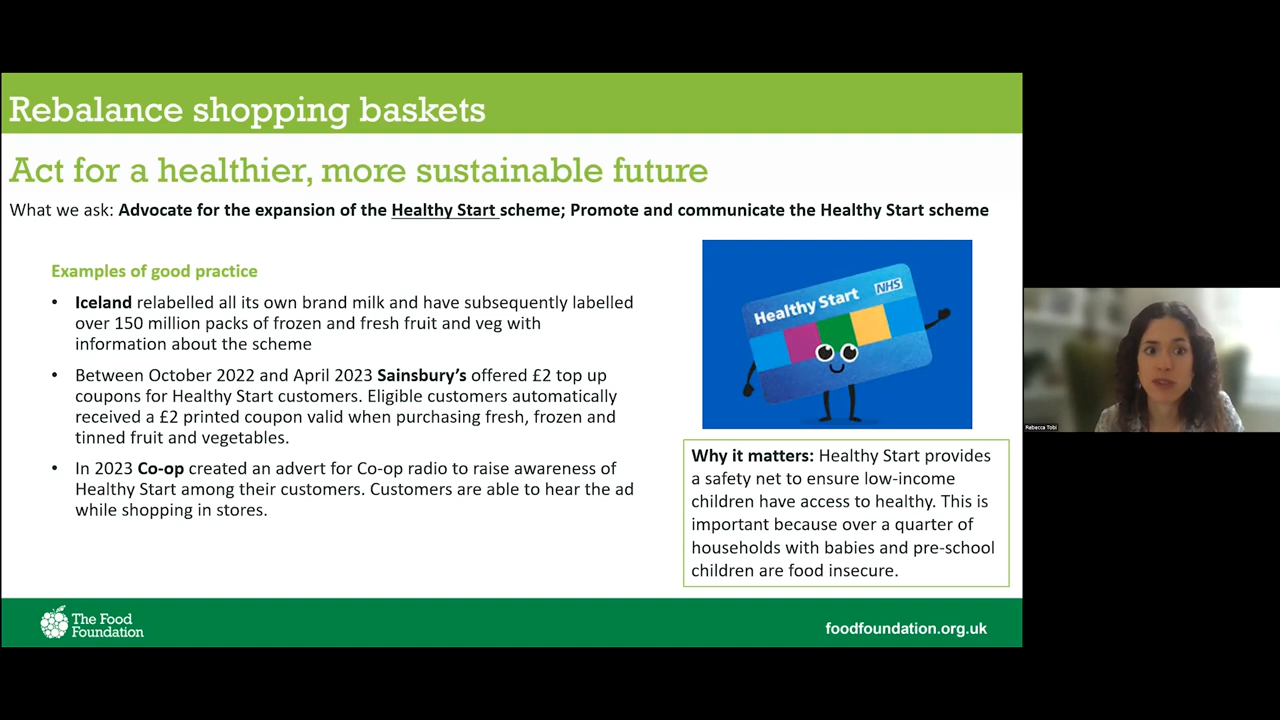 Rebalance shopping baskets
Act for a healthier, more sustainable future
What we ask: Advocate for the expansion of the Healthy Start scheme; Promote and communicate the Healthy Start scheme
Examples of good practice
• Iceland relabelled all its own brand milk and have subsequently labelled
over 150 million packs of frozen and fresh fruit and veg with
information about the scheme
• Between October 2022 and April 2023 Sainsbury's offered £2 top up
coupons for Healthy Start customers. Eligible customers automatically
received a £2 printed coupon valid when purchasing fresh, frozen and
tinned fruit and vegetables.
• In 2023 Co-op created an advert for Co-op radio to raise awareness of
Healthy Start among their customers. Customers are able to hear the ad
while shopping in stores.
Healthy Start
NHS
Why it matters: Healthy Start provides
a safety net to ensure low-income
children have access to healthy. This is
important because over a quarter of
households with babies and pre-school
children are food insecure.
The Food
Foundation
foodfoundation.org.uk
Rebecca Tobi